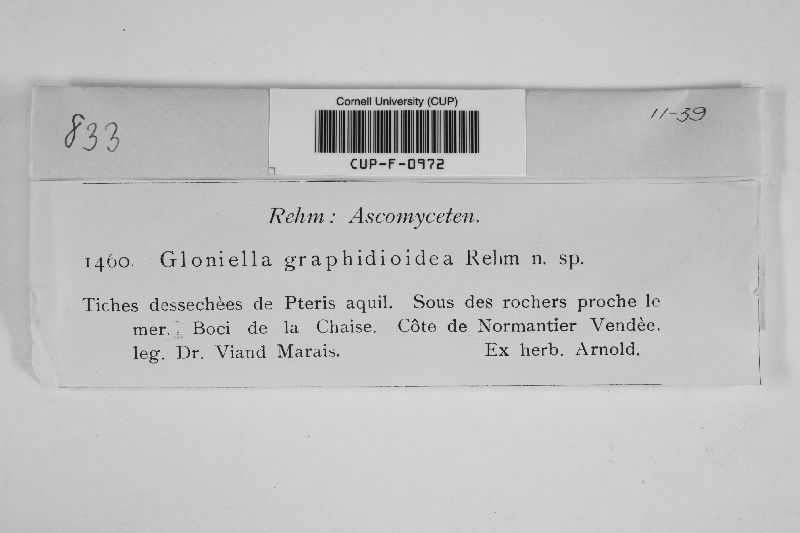 Cornell University (CUP)
CUP-F-0972
833
11-39
Rehm: Ascomyceten.
1460. Gloniella graphidioidea Rehm n. sp.
Tiches dessechèes de Pteris aquil. Sous des rochers proche le
mer. Boci de la Chaise. Côte de Normantier Vendèe.
leg. Dr. Viand Marais. Ex herb. Arnold.